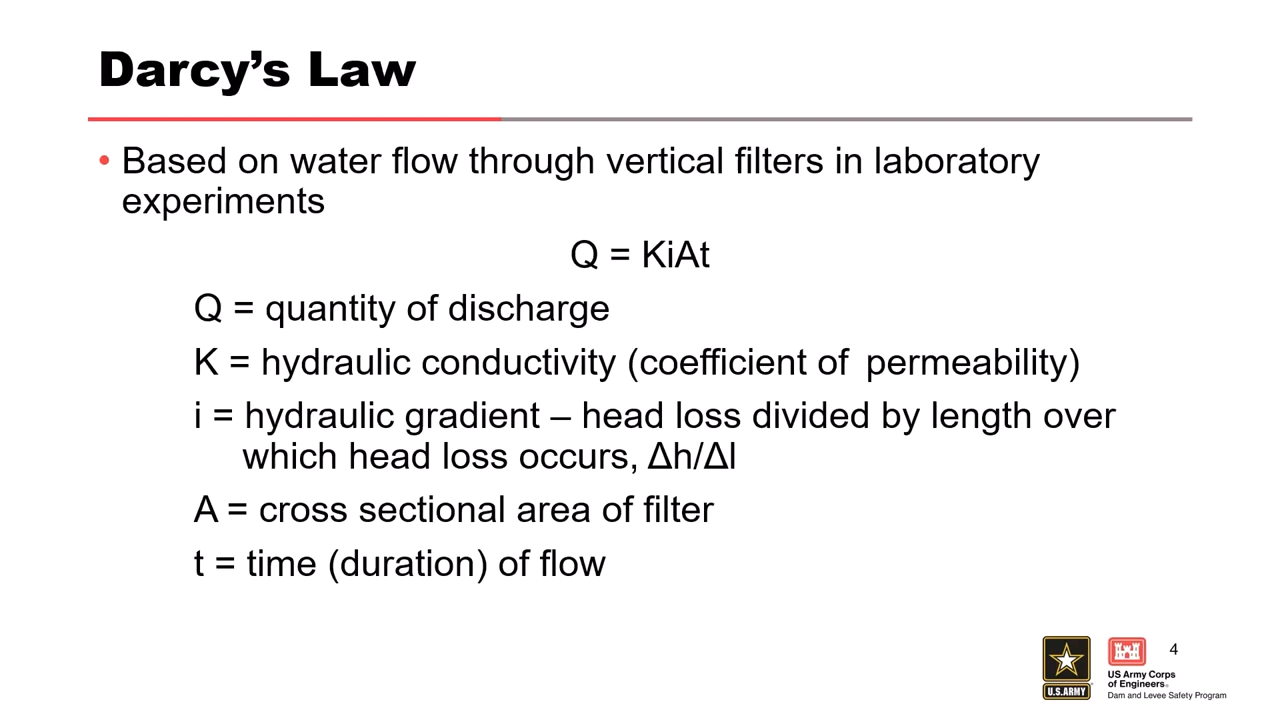 Darcy’s Law
• Based on water flow through vertical filters in laboratory
experiments
Q = KiAt
Q = quantity of discharge
K = hydraulic conductivity (coefficient of permeability)
i = hydraulic gradient – head loss divided by length over
which head loss occurs, Δh/Δl
A = cross sectional area of filter
t = time (duration) of flow
4
U.S.ARMY
US Army Corps
of Engineers®
Dam and Levee Safety Program